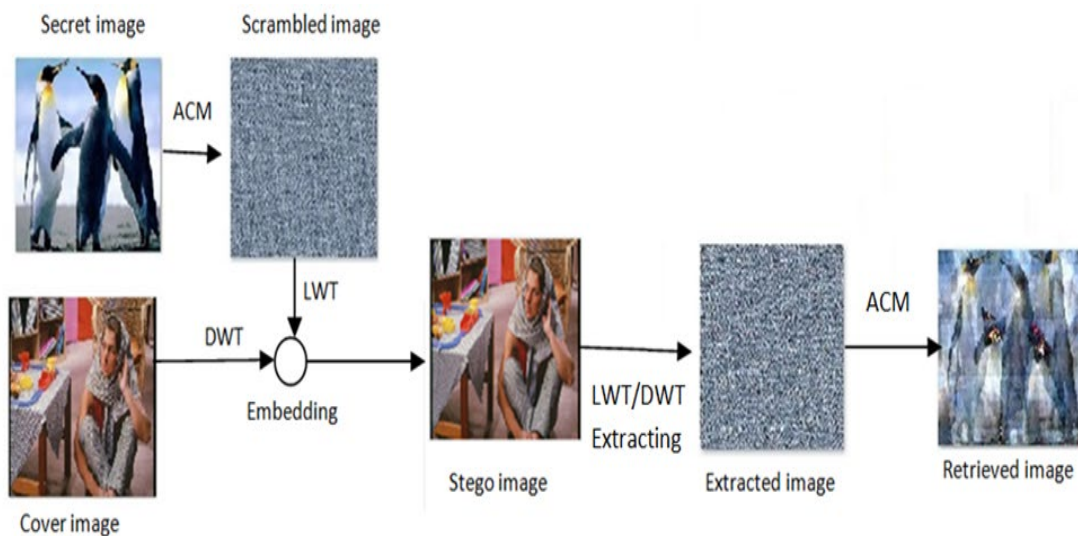 Secret image
Scrambled image
ACM
LWT
DWT
Embedding
Cover image
Stego image
LWT/DWT
Extracting
Extracted image
ACM
Retrieved image